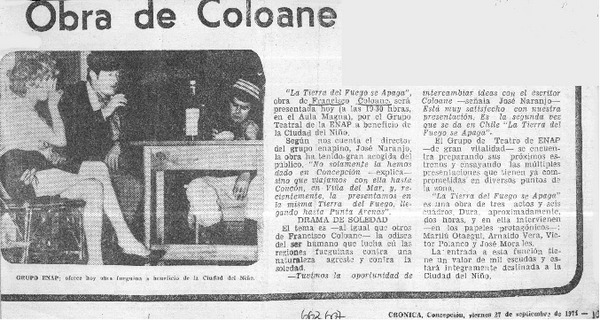 Obra de Coloane
GRUPO ENAP: ofrece hoy obra fueguina a beneficio de la Ciudad del Niño.
"La Tierra del Fuego se Apaga",
obra de Francisco Coloane, será
presentada hoy (a las 19:30 horas,
en el Aula Magna), por el Grupo
Teatral de la ENAP a beneficio de
la Ciudad del Niño.
Según nos cuenta el director
del grupo enapino, José Naranjo,
la obra ha tenido gran acogida del
público. "No solamente la hemos
dado en Concepción —explica—
sino que viajamos con ella hasta
Concón, en Viña del Mar, y, re-
cientemente, la presentamos en
la misma Tierra del Fuego, lle-
gando hasta Punta Arenas".
DRAMA DE SOLEDAD
El tema es —al igual que otros
de Francisco Coloane— la odisea
del ser humano que lucha en las
regiones fueguinas contra una
naturaleza agreste y contra la
soledad.
—Tuvimos la oportunidad de
intercambiar ideas con el escritor
Coloane —señala José Naranjo—
Está muy satisfecho con nuestra
presentación. Es la segunda vez
que se da en Chile "La Tierra del
Fuego se Apaga".
El Grupo de Teatro de ENAP
—de gran vitalidad— se encuen-
tra preparando sus próximos es-
trenos y ensayando las múltiples
presentaciones que tienen ya com-
prometidas en diversos puntos de
la zona.
"La Tierra del Fuego se Apaga"
es una obra de tres actos y seis
cuadros. Dura, aproximadamente,
dos horas, y en ella intervienen
—en los papeles protagónicos—:
Marilú Otaegui, Arnaldo Vera, Víc-
tor Polanco y José Morales.
La entrada a esta función tie-
ne un valor de mil escudos y es-
tará íntegramente destinada a la
Ciudad del Niño.
CRONICA, Concepción, viernes 27 de septiembre de 1974